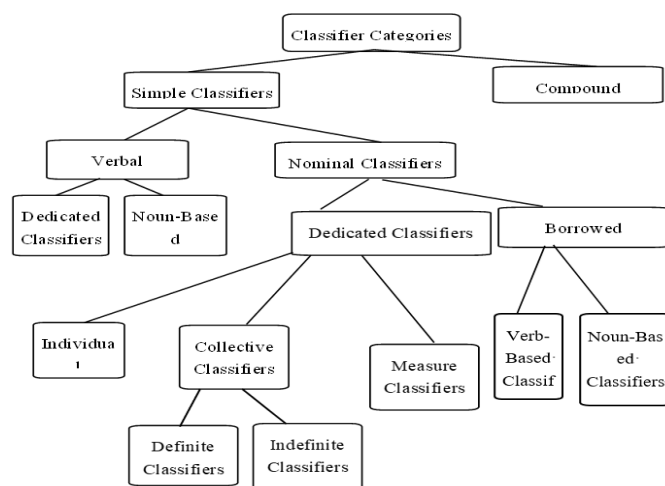 Classifier Categories
Simple Classifiers
Compound
Verbal
Nominal Classifiers
Dedicated
Classifiers
Noun-Base
d
Dedicated Classifiers
Borrowed
Individua
l
Collective
Classifiers
Measure
Classifiers
Verb-
Based
Classif
Noun-Bas
ed
Classifiers
Definite
Classifiers
Indefinite
Classifiers